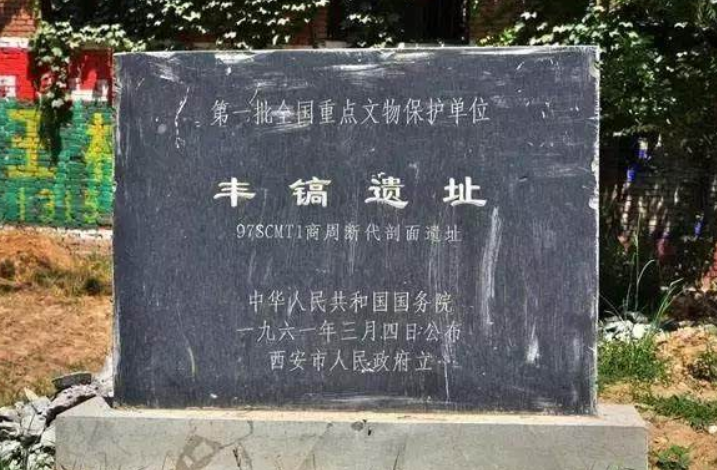 第一批全国重点文物保护单位
丰镐遗址
97SCMT1商周断代剖面遗址
中华人民共和国国务院
一九六一年三月四日公布
西安市人民政府立